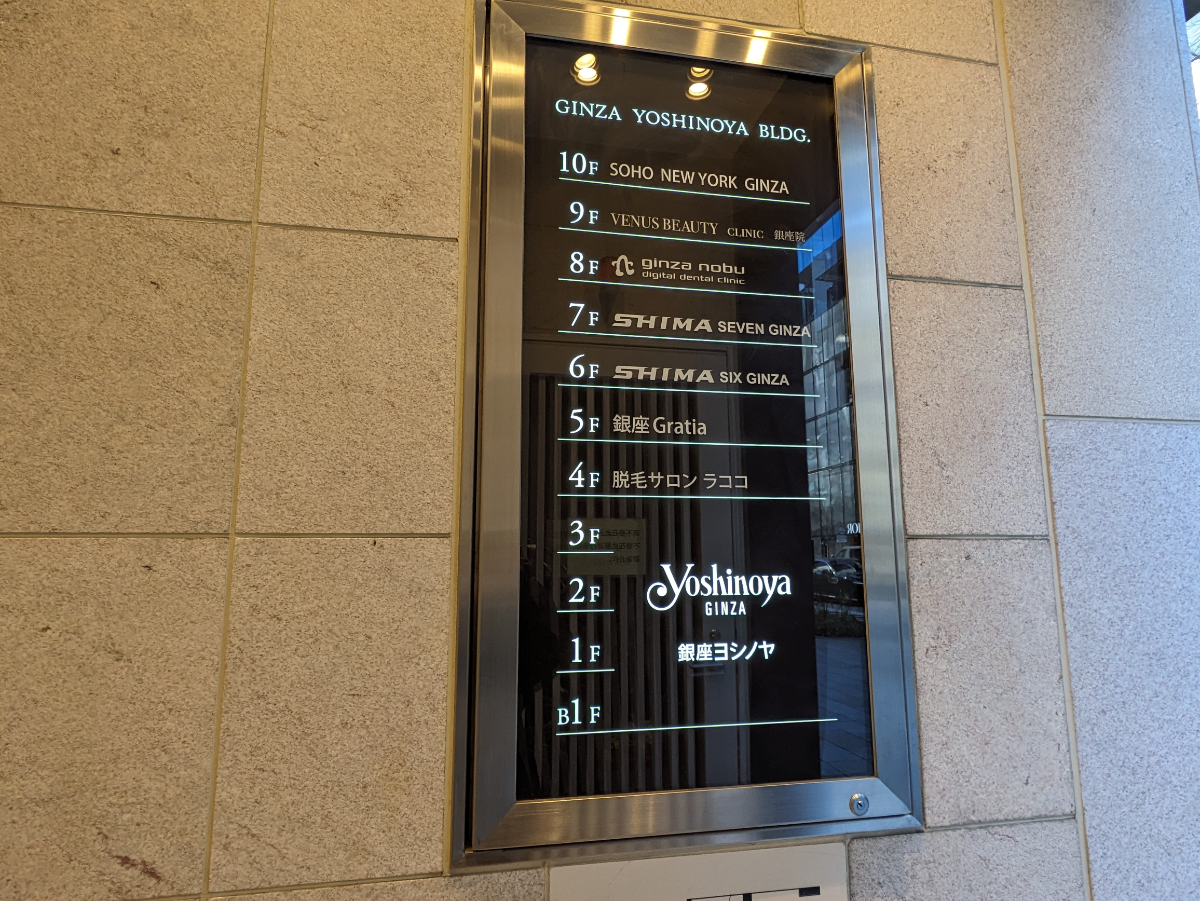 GINZA YOSHINOYA BLDG.
10F SOHO NEW YORK GINZA
9F VENUS BEAUTY CLINIC 銀座院
8F ginza nobu
digital dental clinic
7F SHIMA SEVEN GINZA
6F SHIMA SIX GINZA
5F 銀座Gratia
4F 脱毛サロン ラココ
3F
2F Yoshinoya
GINZA
1F 銀座ヨシノヤ
B1F